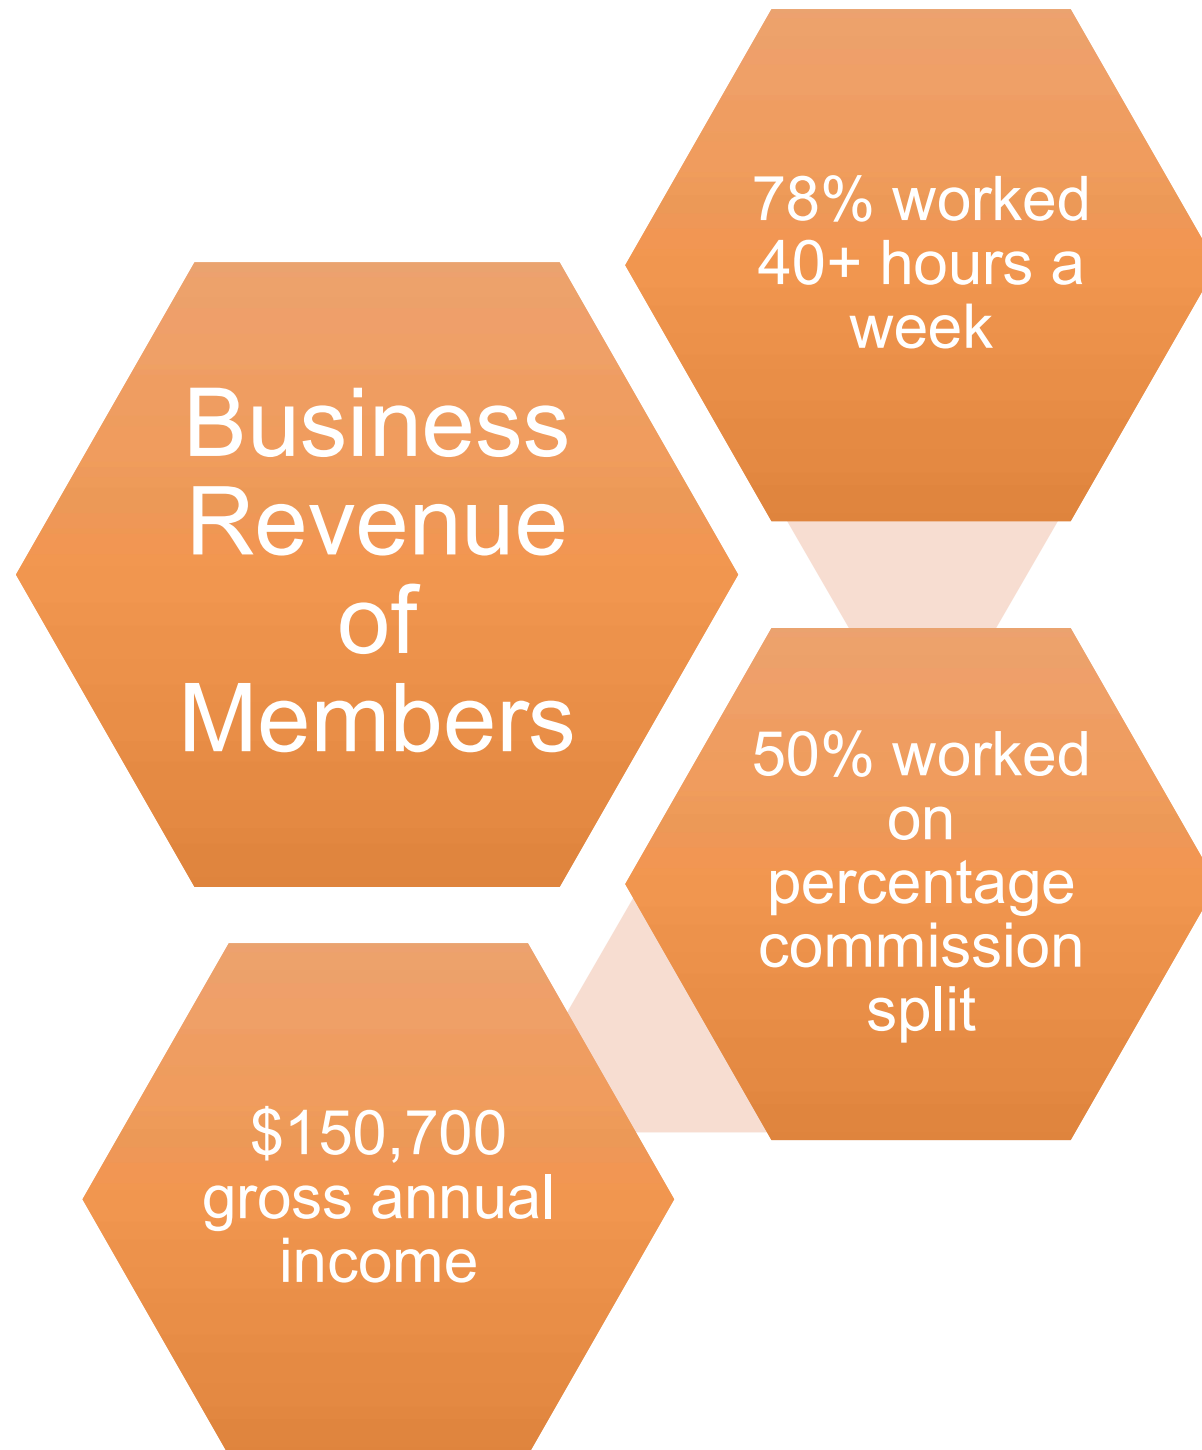 Business
Revenue
of
Members
78% worked
40+ hours a
week
50% worked
on
percentage
commission
split
$150,700
gross annual
income